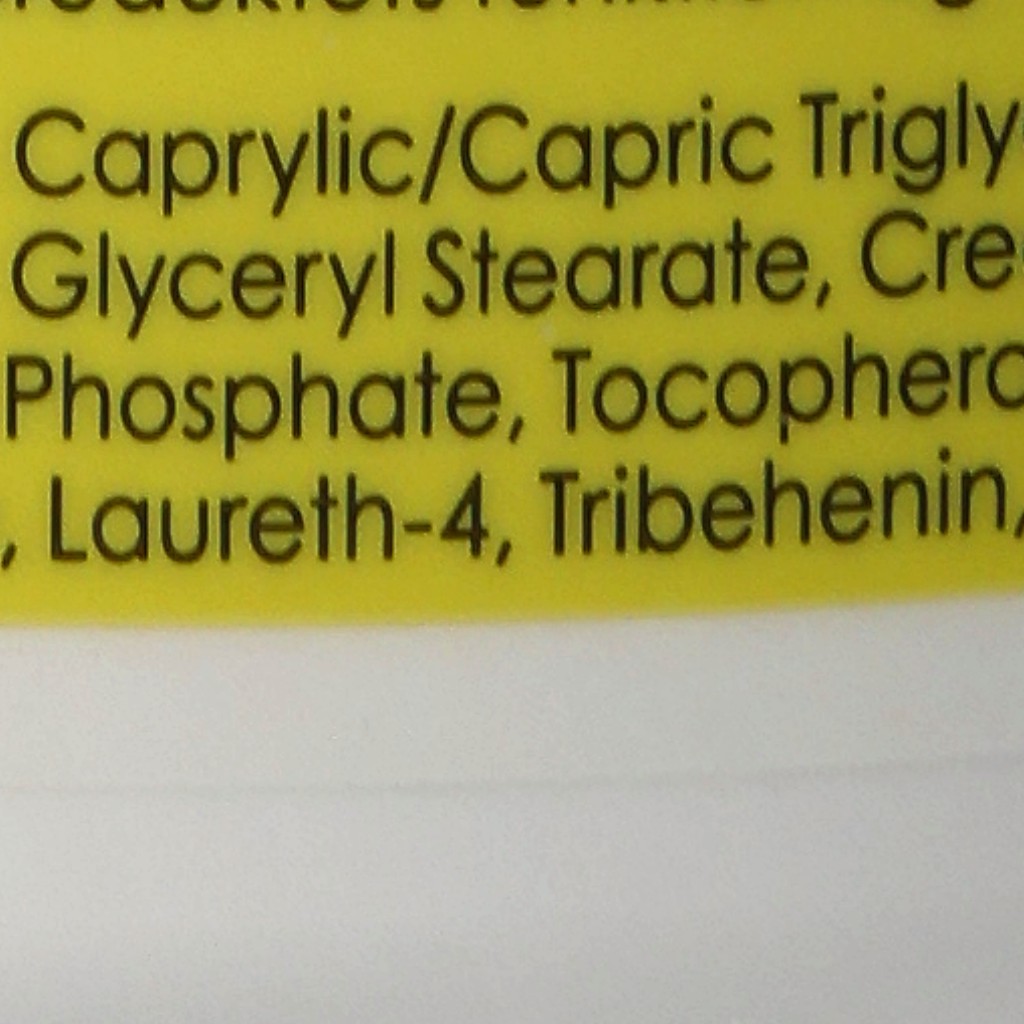 Caprylic/Capric Trigly
Glyceryl Stearate, Cre
Phosphate, Tocophero
, Laureth-4, Tribehenin,